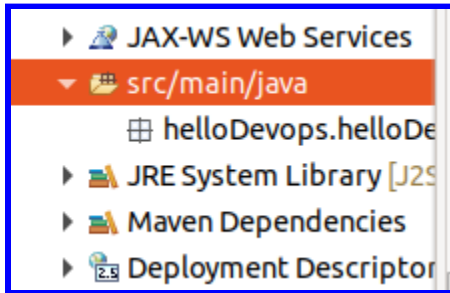 JAX-WS Web Services
src/main/java
helloDevops.helloDe
JRE System Library [J2S
Maven Dependencies
2.5 Deployment Descriptor